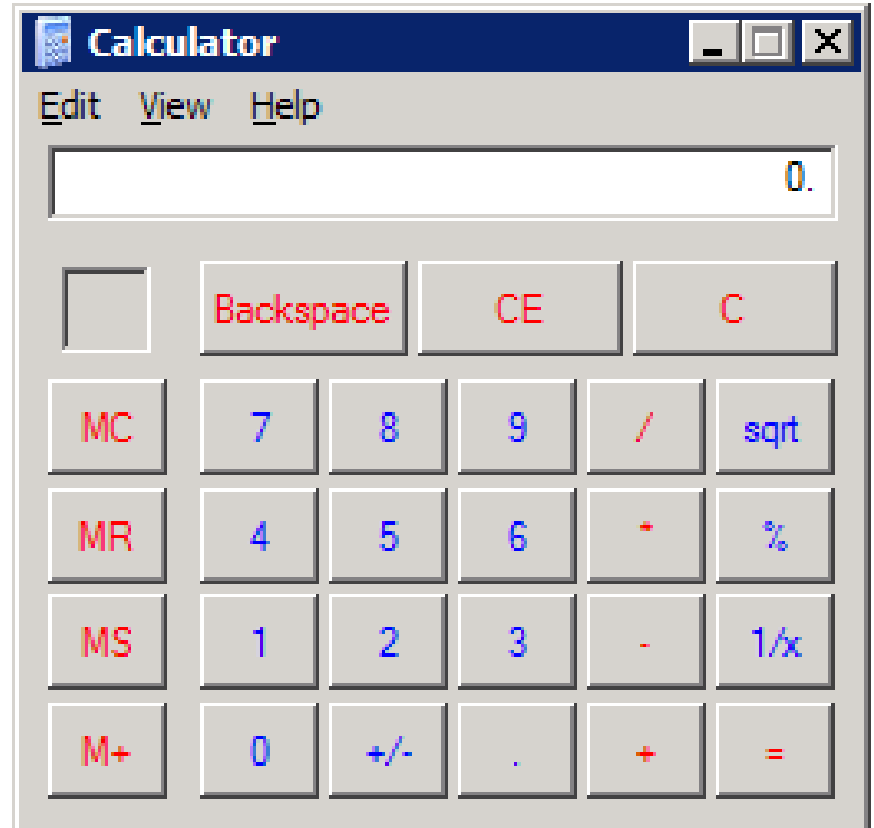 Calculator
Edit View Help
0.
Backspace CE C
MC 7 8 9 / sqrt
MR 4 5 6 * %
MS 1 2 3 - 1/x
M+ 0 +/- . + =